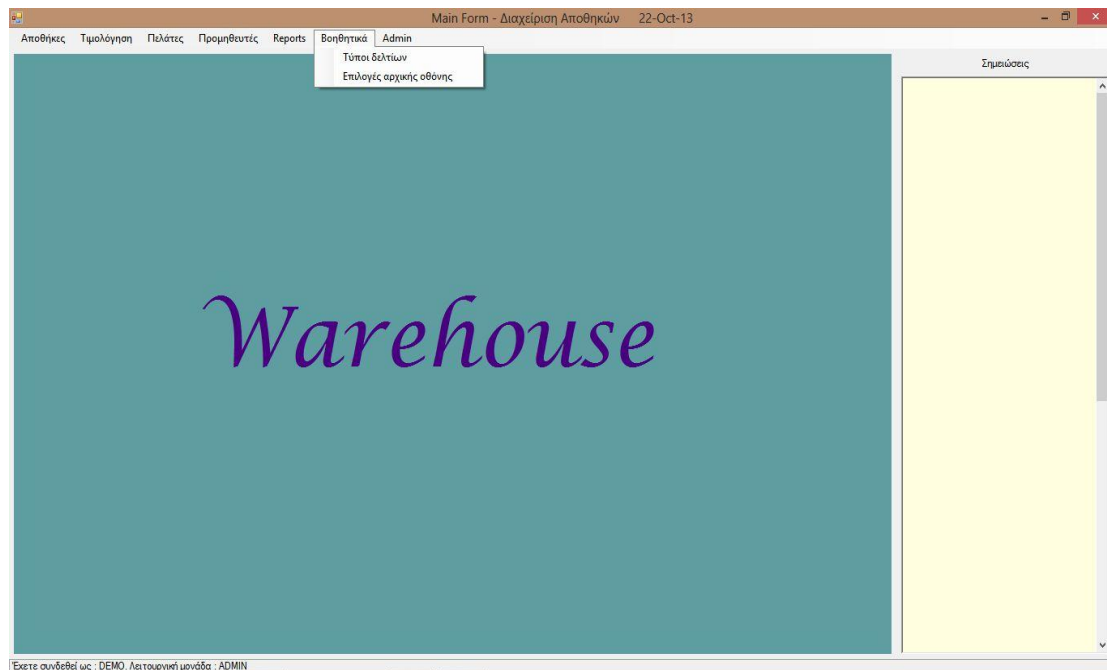 Main Form - Διαχείριση Αποθηκών 22-Oct-13
Αποθήκες Τιμολόγηση Πελάτες Προμηθευτές Reports Βοηθητικά Admin
Τύποι δελτίων
Επιλογές αρχικής οθόνης
Σημειώσεις
Warehouse
Έχετε συνδεθεί ως : DEMO. Λειτουργική μονάδα : ADMIN